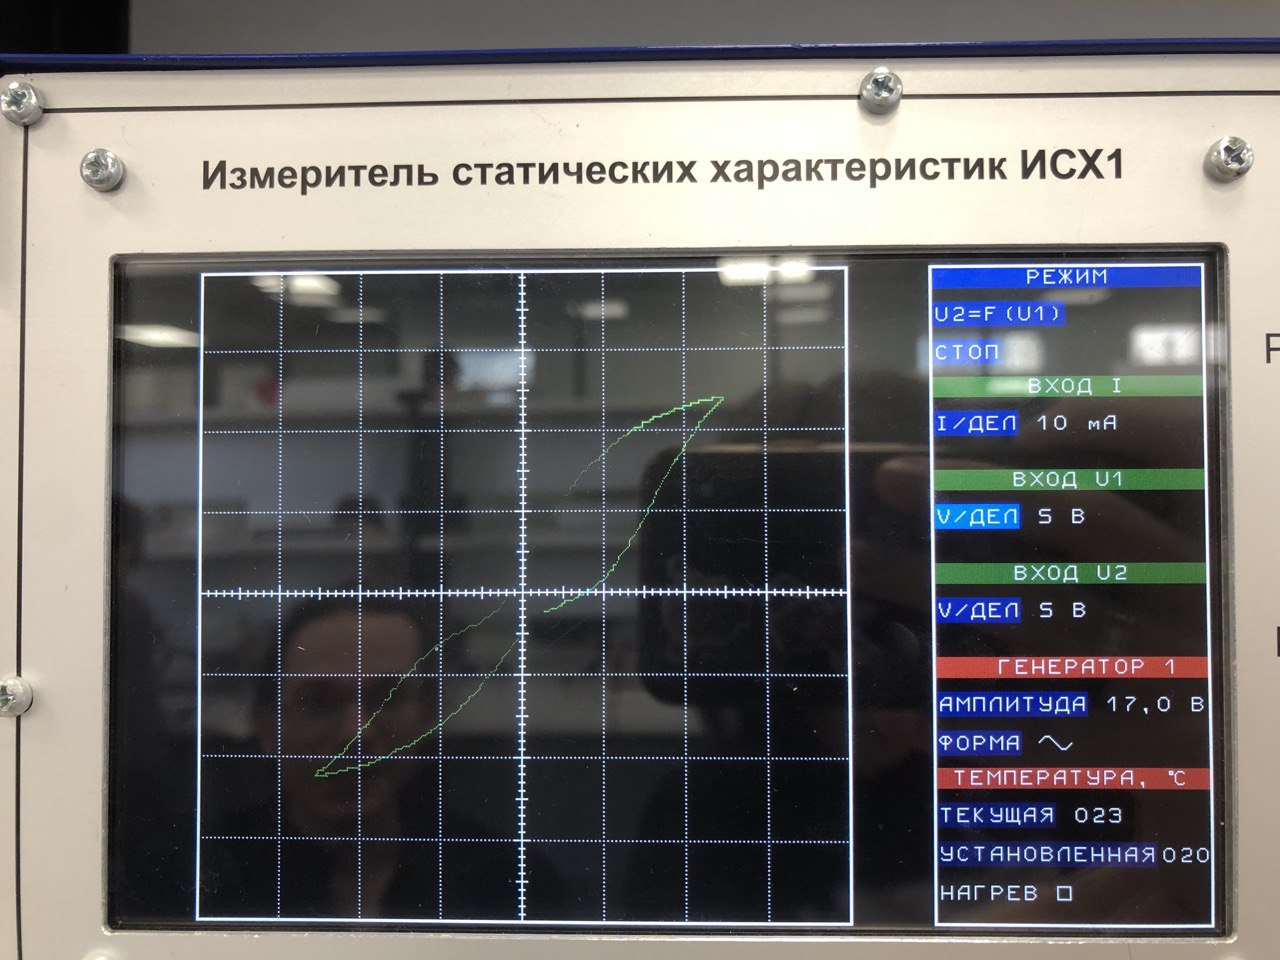 Измеритель статических характеристик ИСХ1
РЕЖИМ
U2=F(U1)
СТОП
ВХОД I
I/ДЕЛ 10 мА
ВХОД U1
V/ДЕЛ 5 В
ВХОД U2
V/ДЕЛ 5 В
ГЕНЕРАТОР 1
АМПЛИТУДА 17,0 В
ФОРМА
ТЕМПЕРАТУРА, °C
ТЕКУЩАЯ 023
УСТАНОВЛЕННАЯ 020
НАГРЕВ